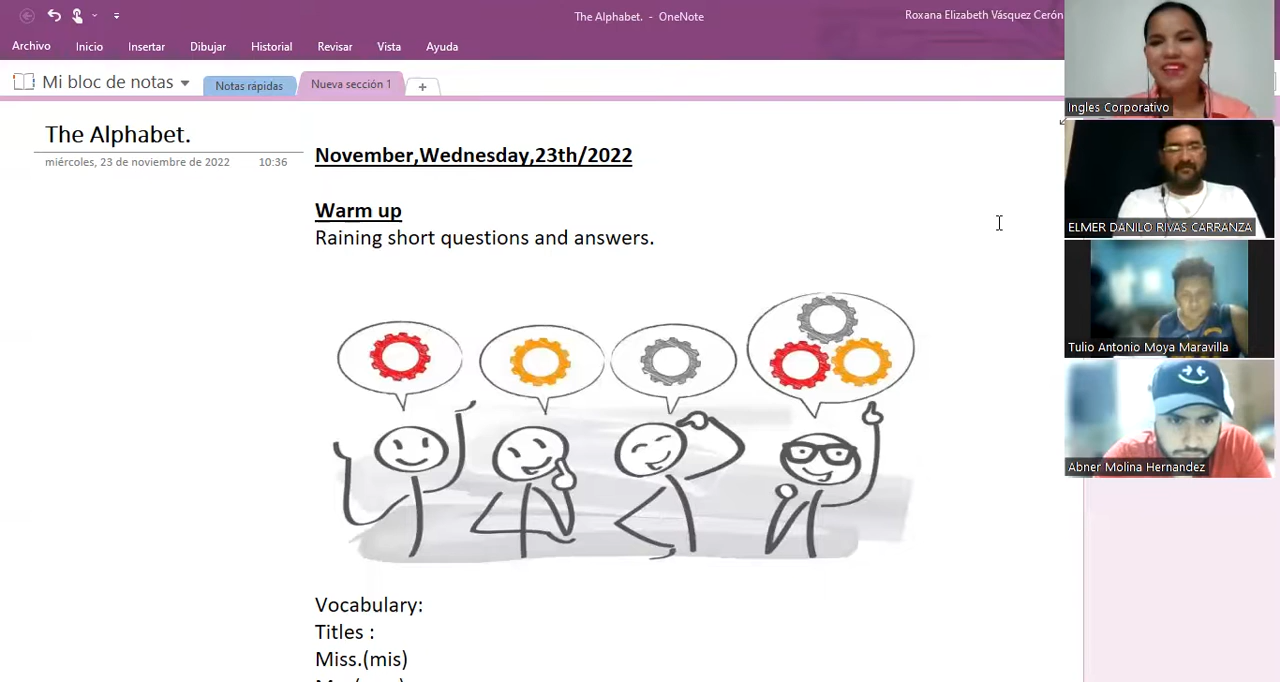 The Alphabet. - OneNote
Roxana Elizabeth Vásquez Cerón
Archivo Inicio Insertar Dibujar Historial Revisar Vista Ayuda
Mi bloc de notas Notas rápidas Nueva sección 1 +
The Alphabet.
miércoles, 23 de noviembre de 2022 10:36
November,Wednesday,23th/2022
Warm up
Raining short questions and answers.
Vocabulary:
Titles :
Miss.(mis)
Ingles Corporativo
ELMER DANILO RIVAS CARRANZA
Tulio Antonio Moya Maravilla
Abner Molina Hernandez